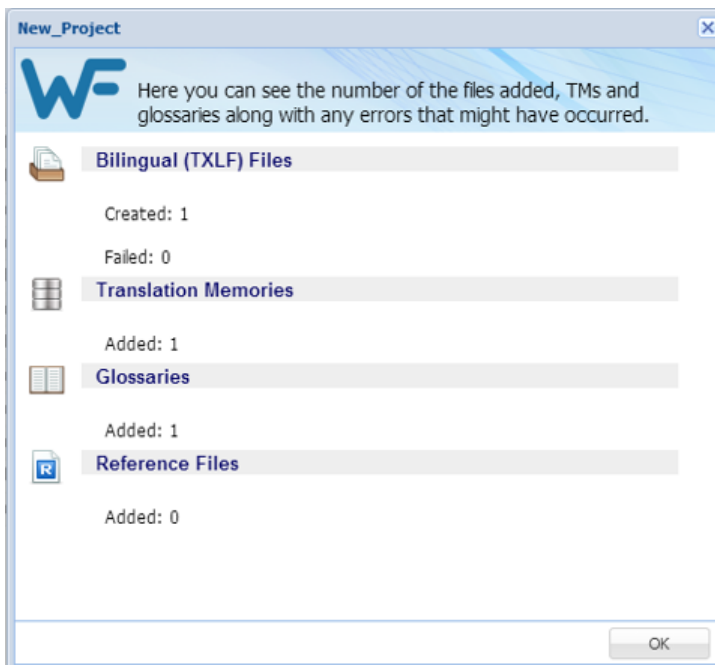 New_Project
WF
Here you can see the number of the files added, TMs and
glossaries along with any errors that might have occurred.
Bilingual (TXLF) Files
Created: 1
Failed: 0
Translation Memories
Added: 1
Glossaries
Added: 1
R
Reference Files
Added: 0
OK